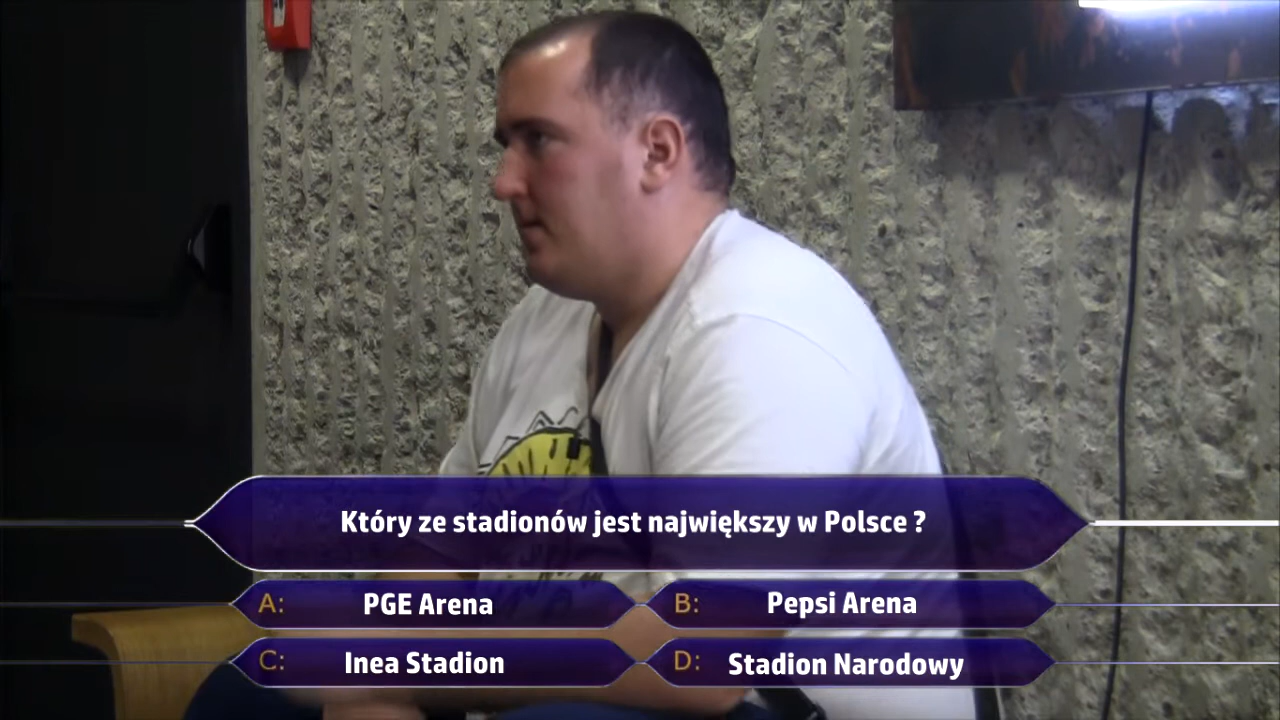 Który ze stadionów jest największy w Polsce ?
A: PGE Arena
B: Pepsi Arena
C: Inea Stadion
D: Stadion Narodowy